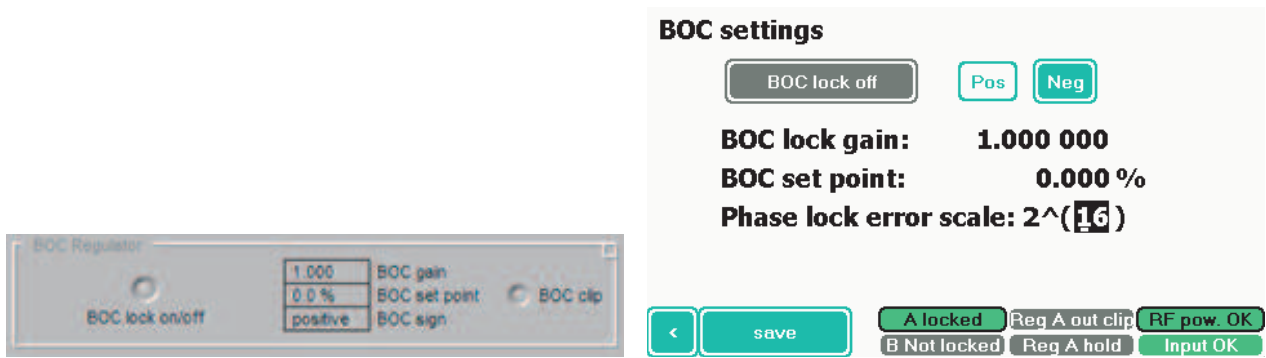 BOC Regulator
BOC lock on/off
1.000 BOC gain
0.0 % BOC set point
positive BOC sign
BOC clip
BOC settings
BOC lock off Pos Neg
BOC lock gain: 1.000 000
BOC set point: 0.000 %
Phase lock error scale: 2^(16)
< save
A locked Reg A out clip RF pow. OK
B Not locked Reg A hold Input OK